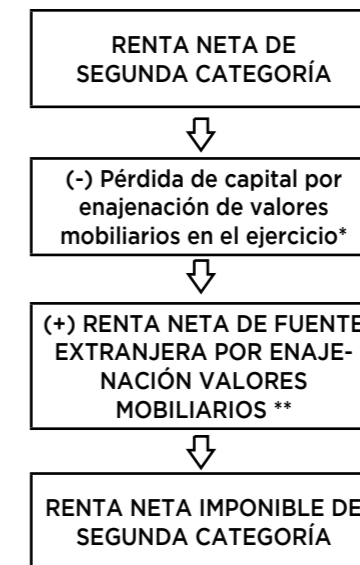 RENTA NETA DE
SEGUNDA CATEGORÍA
(-) Pérdida de capital por
enajenación de valores
mobiliarios en el ejercicio*
(+) RENTA NETA DE FUENTE
EXTRANJERA POR ENAJE-
NACIÓN VALORES
MOBILIARIOS **
RENTA NETA IMPONIBLE DE
SEGUNDA CATEGORÍA